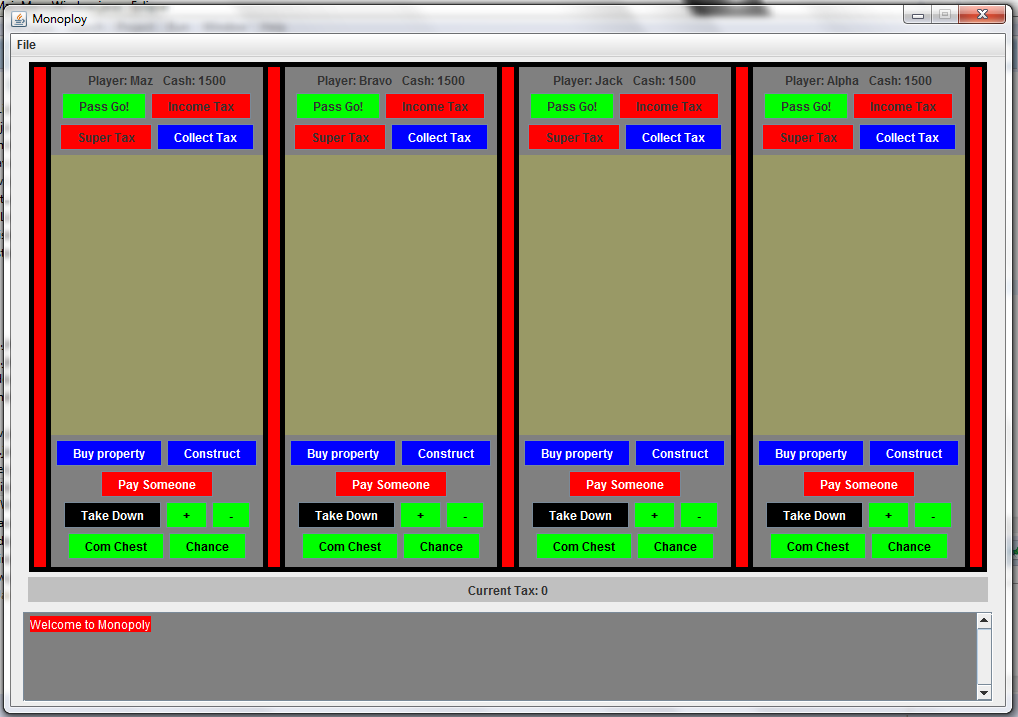 Monoploy
File
Player: Maz Cash: 1500 Player: Bravo Cash: 1500 Player: Jack Cash: 1500 Player: Alpha Cash: 1500
Pass Go! Income Tax Pass Go! Income Tax Pass Go! Income Tax Pass Go! Income Tax
Super Tax Collect Tax Super Tax Collect Tax Super Tax Collect Tax Super Tax Collect Tax
Buy property Construct Buy property Construct Buy property Construct Buy property Construct
Pay Someone Pay Someone Pay Someone Pay Someone
Take Down + - Take Down + - Take Down + - Take Down + -
Com Chest Chance Com Chest Chance Com Chest Chance Com Chest Chance
Current Tax: 0
Welcome to Monopoly